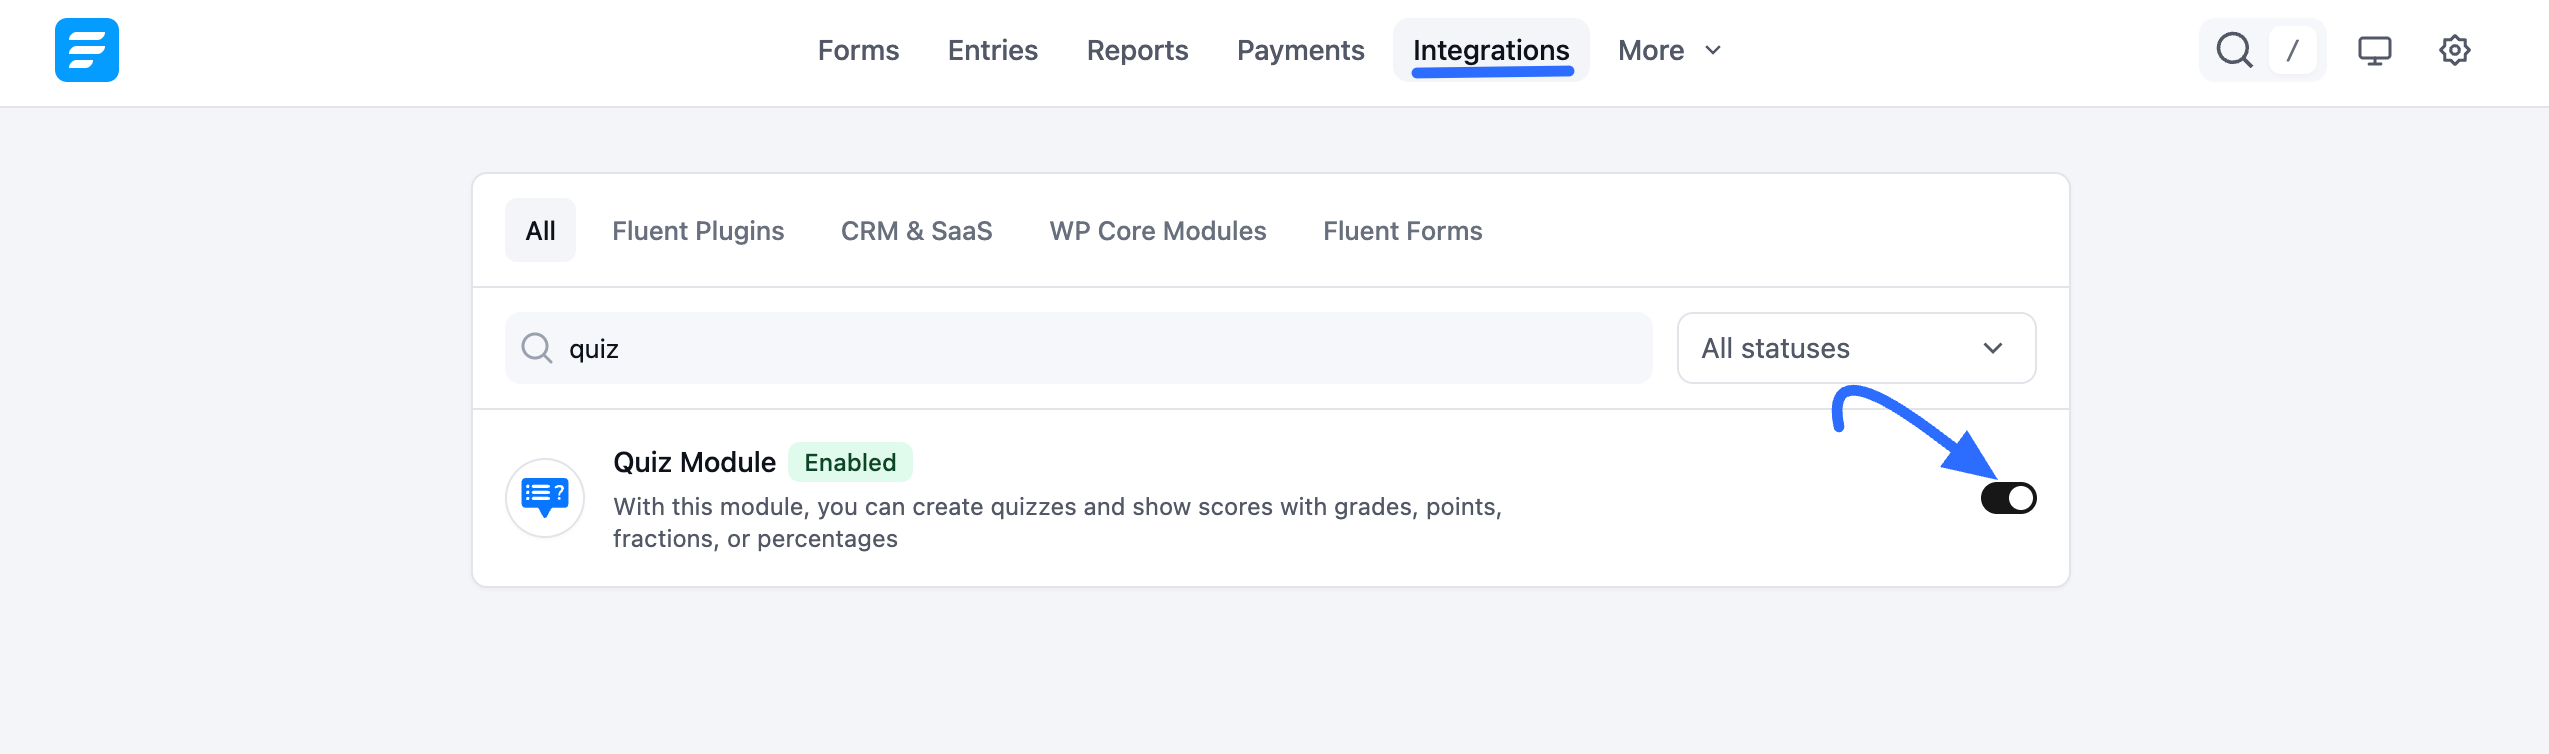 Forms Entries Reports Payments Integrations More /
All Fluent Plugins CRM & SaaS WP Core Modules Fluent Forms
quiz All statuses
Quiz Module Enabled
With this module, you can create quizzes and show scores with grades, points,
fractions, or percentages